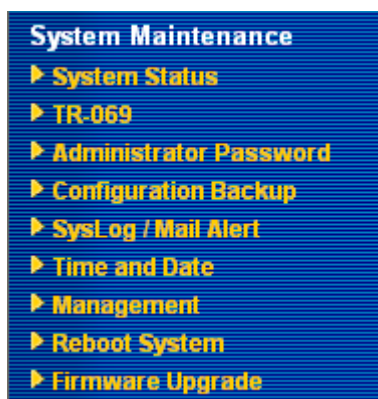 System Maintenance
System Status
TR-069
Administrator Password
Configuration Backup
SysLog / Mail Alert
Time and Date
Management
Reboot System
Firmware Upgrade